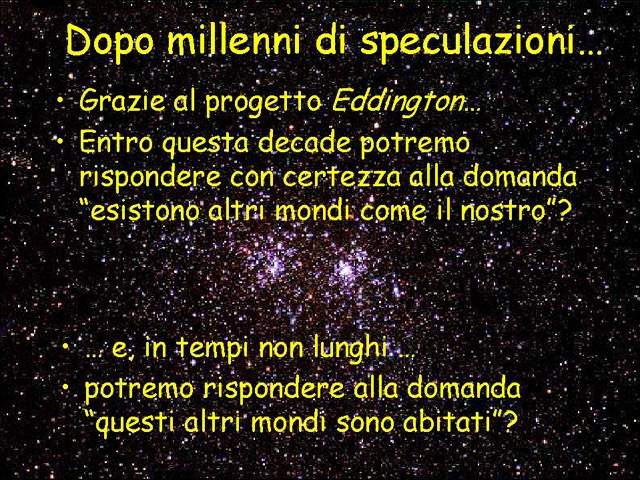 Dopo millenni di speculazioni…
• Grazie al progetto Eddington…
• Entro questa decade potremo
rispondere con certezza alla domanda
“esistono altri mondi come il nostro”?
• … e, in tempi non lunghi …
• potremo rispondere alla domanda
“questi altri mondi sono abitati”?